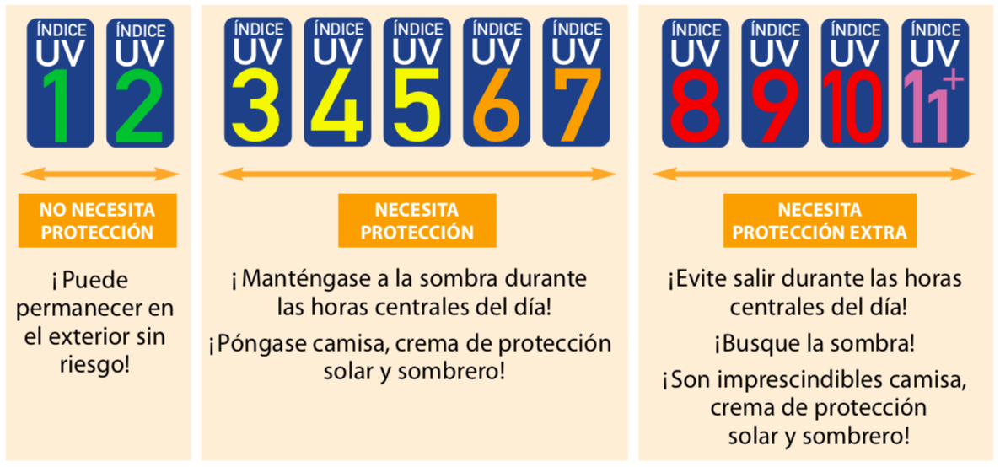 ÍNDICE
UV
1
ÍNDICE
UV
2
NO NECESITA
PROTECCIÓN
¡Puede
permanecer en
el exterior sin
riesgo!
ÍNDICE
UV
3
ÍNDICE
UV
4
ÍNDICE
UV
5
ÍNDICE
UV
6
ÍNDICE
UV
7
NECESITA
PROTECCIÓN
¡Manténgase a la sombra durante
las horas centrales del día!
¡Póngase camisa, crema de protección
solar y sombrero!
ÍNDICE
UV
8
ÍNDICE
UV
9
ÍNDICE
UV
10
ÍNDICE
UV
11+
NECESITA
PROTECCIÓN EXTRA
¡Evite salir durante las horas
centrales del día!
¡Busque la sombra!
¡Son imprescindibles camisa,
crema de protección
solar y sombrero!